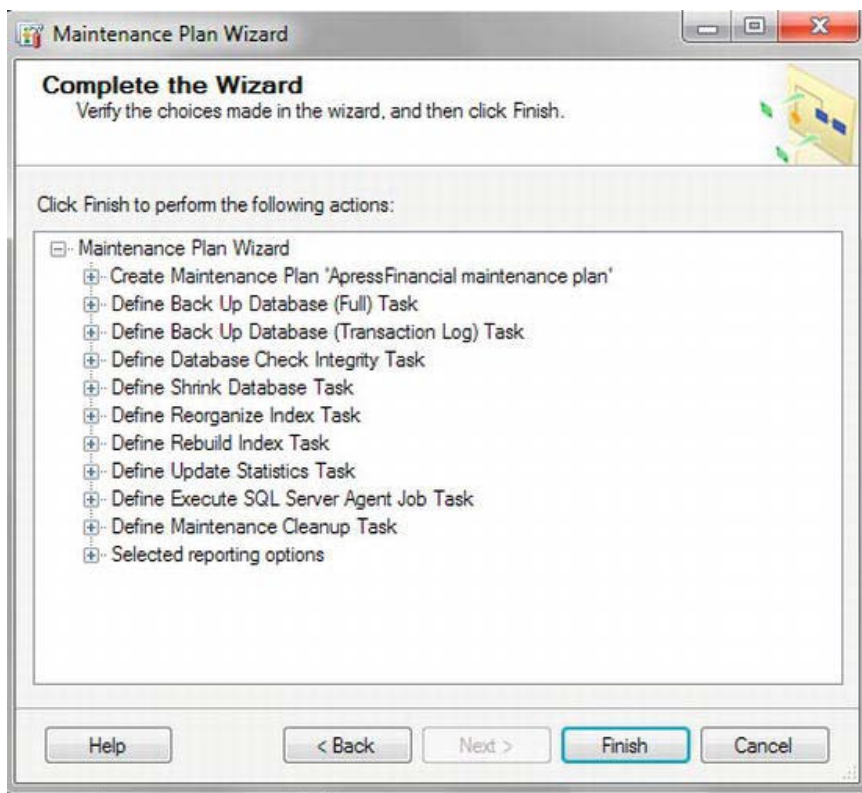 Maintenance Plan Wizard
Complete the Wizard
Verify the choices made in the wizard, and then click Finish.
Click Finish to perform the following actions:
Maintenance Plan Wizard
Create Maintenance Plan 'ApressFinancial maintenance plan'
Define Back Up Database (Full) Task
Define Back Up Database (Transaction Log) Task
Define Database Check Integrity Task
Define Shrink Database Task
Define Reorganize Index Task
Define Rebuild Index Task
Define Update Statistics Task
Define Execute SQL Server Agent Job Task
Define Maintenance Cleanup Task
Selected reporting options
Help < Back Next > Finish Cancel